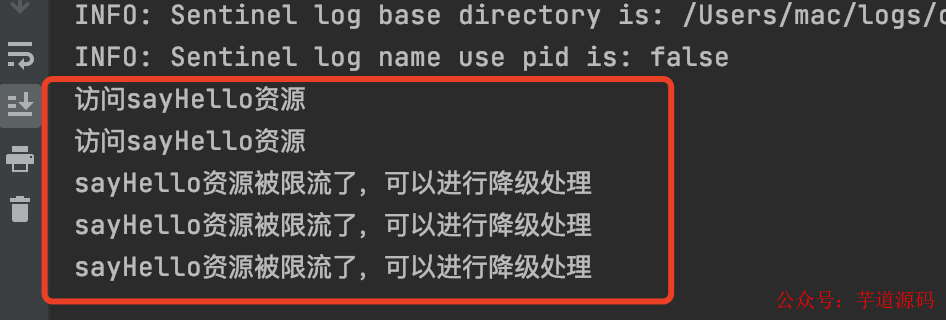 INFO: Sentinel log base directory is: /Users/mac/logs/
INFO: Sentinel log name use pid is: false
访问sayHello资源
访问sayHello资源
sayHello资源被限流了，可以进行降级处理
sayHello资源被限流了，可以进行降级处理
sayHello资源被限流了，可以进行降级处理
公众号：芋道源码